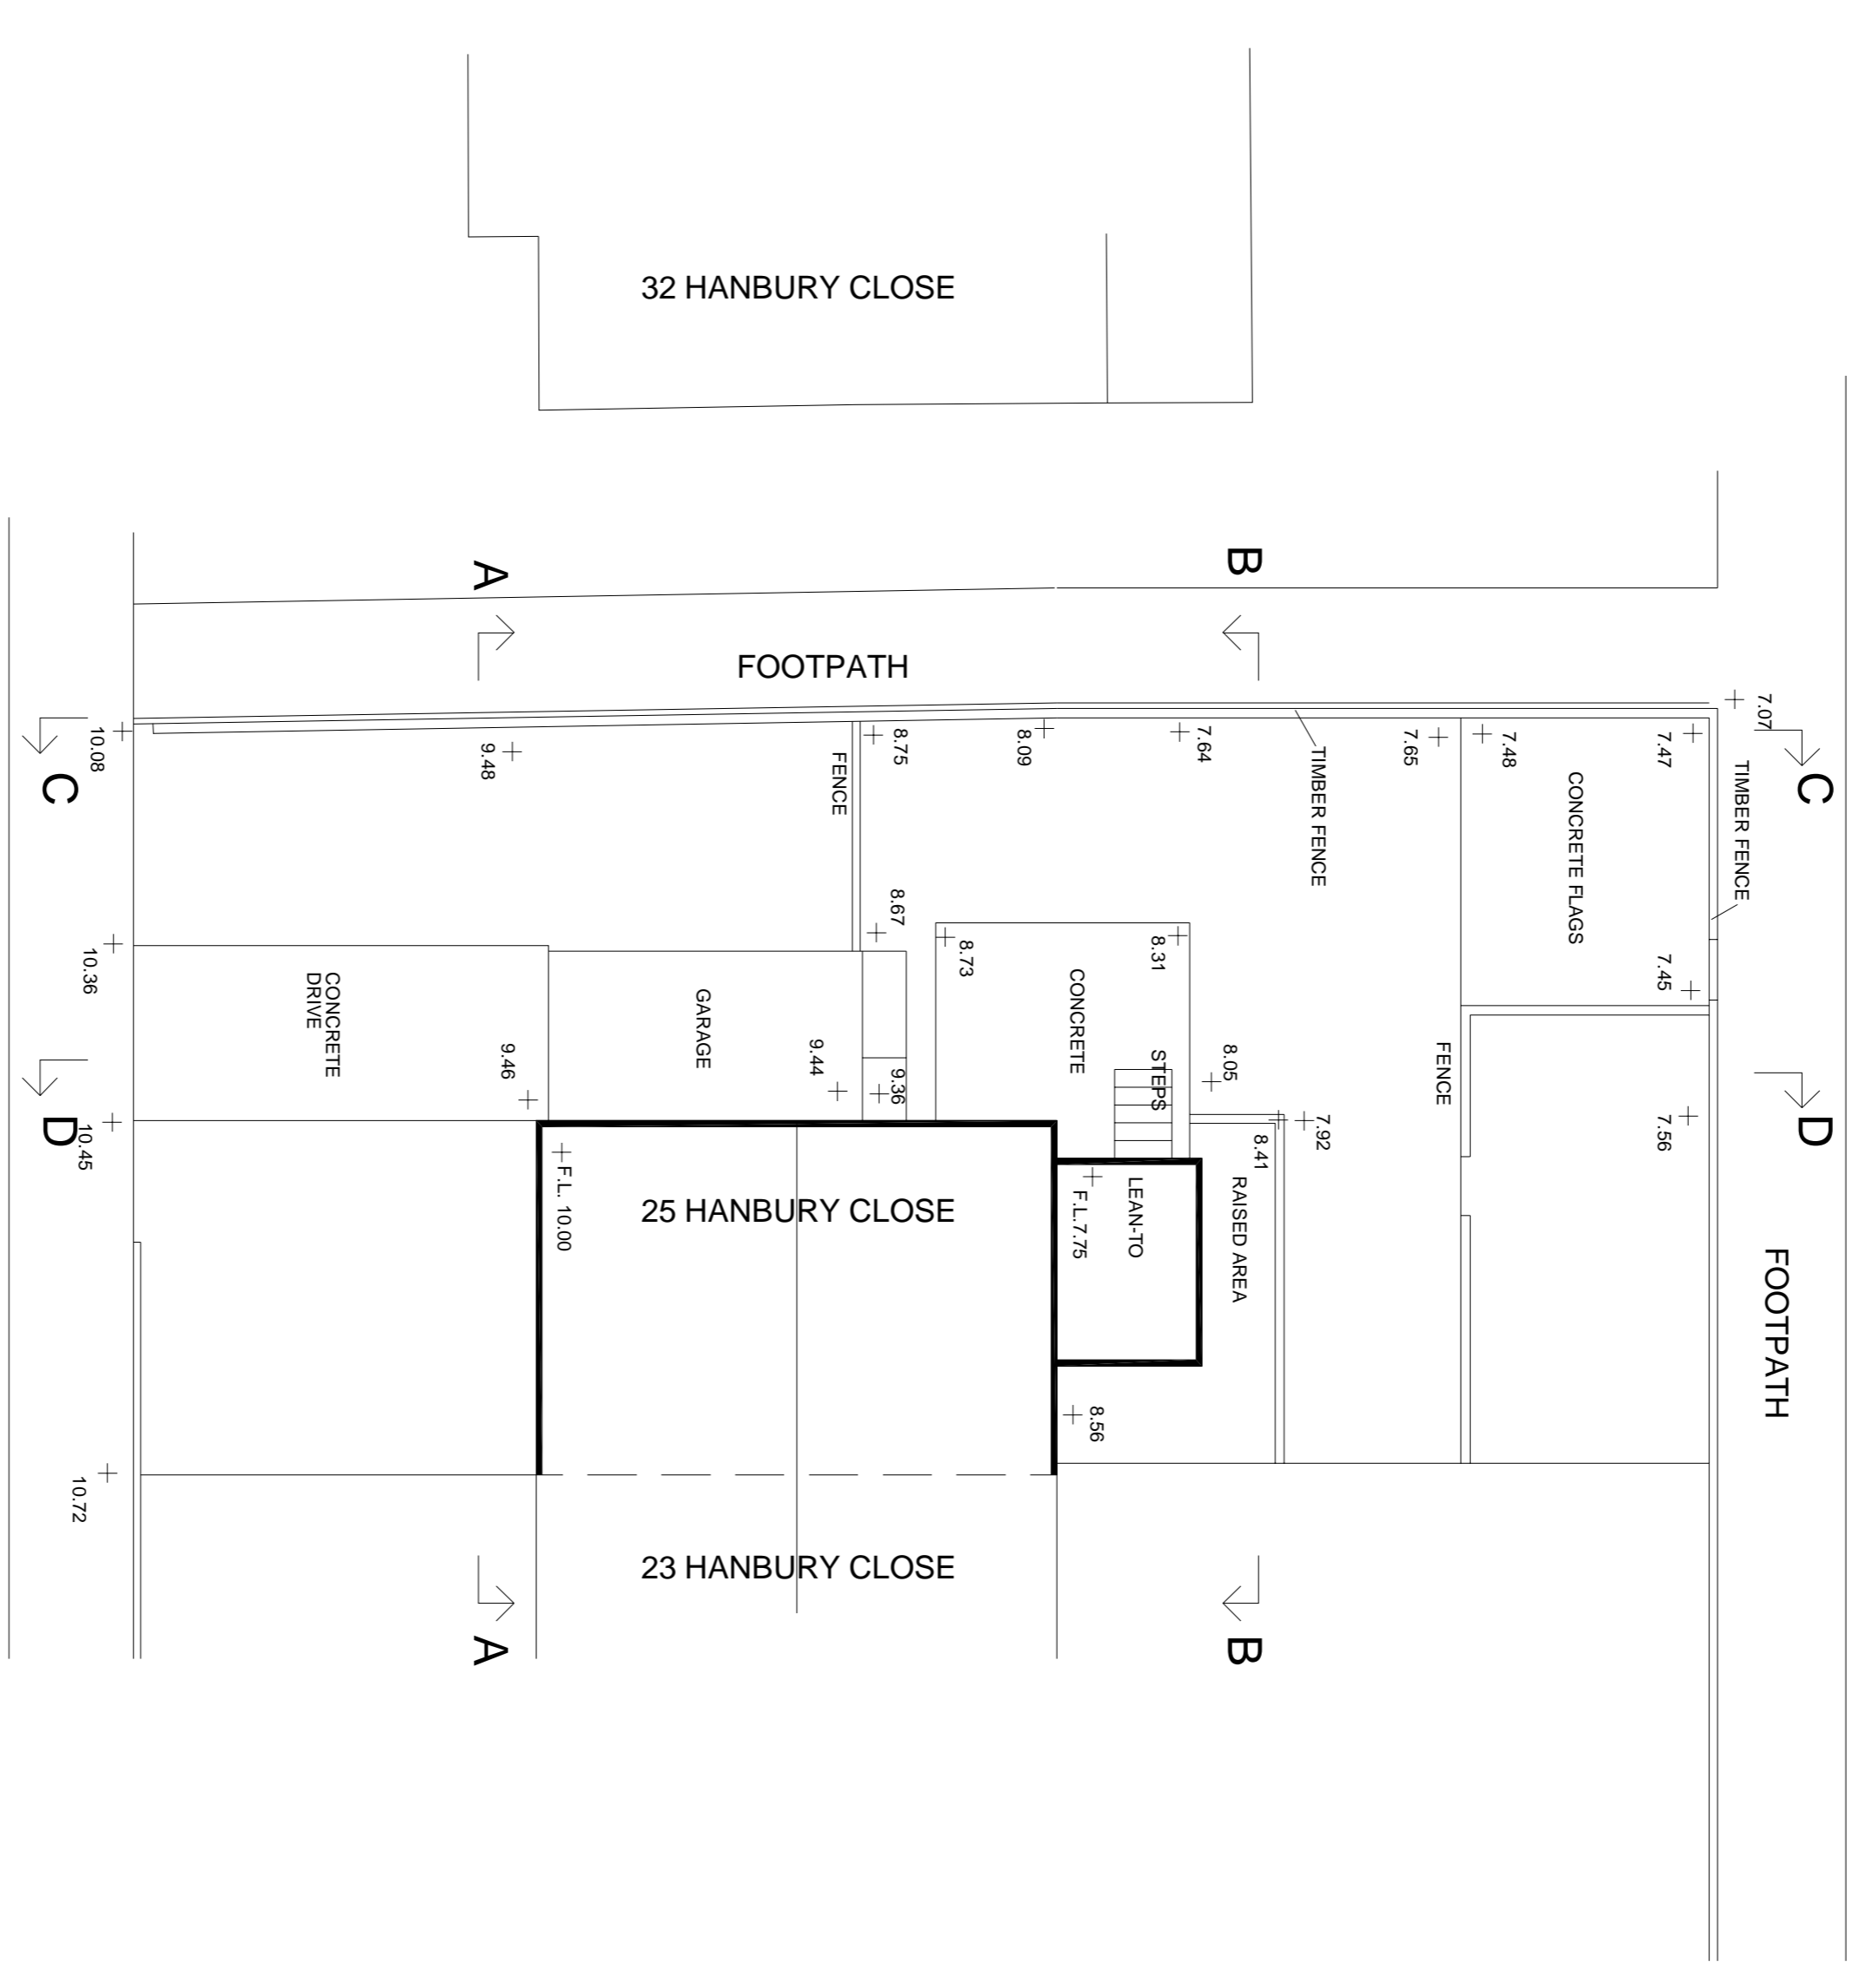 32 HANBURY CLOSE
A
B
FOOTPATH
7.07
C
10.08
C
9.48
FENCE
8.75
8.09
7.64
TIMBER FENCE
7.65
7.48
7.47
CONCRETE FLAGS
TIMBER FENCE
8.67
8.73
8.31
7.45
10.36
CONCRETE
DRIVE
GARAGE
CONCRETE
STEPS
8.05
FENCE
9.46
9.44
9.36
D
10.45
7.92
8.41
7.56
D
F.L. 10.00
25 HANBURY CLOSE
F.L.7.75
LEAN-TO
RAISED AREA
FOOTPATH
8.56
10.72
23 HANBURY CLOSE
A
B